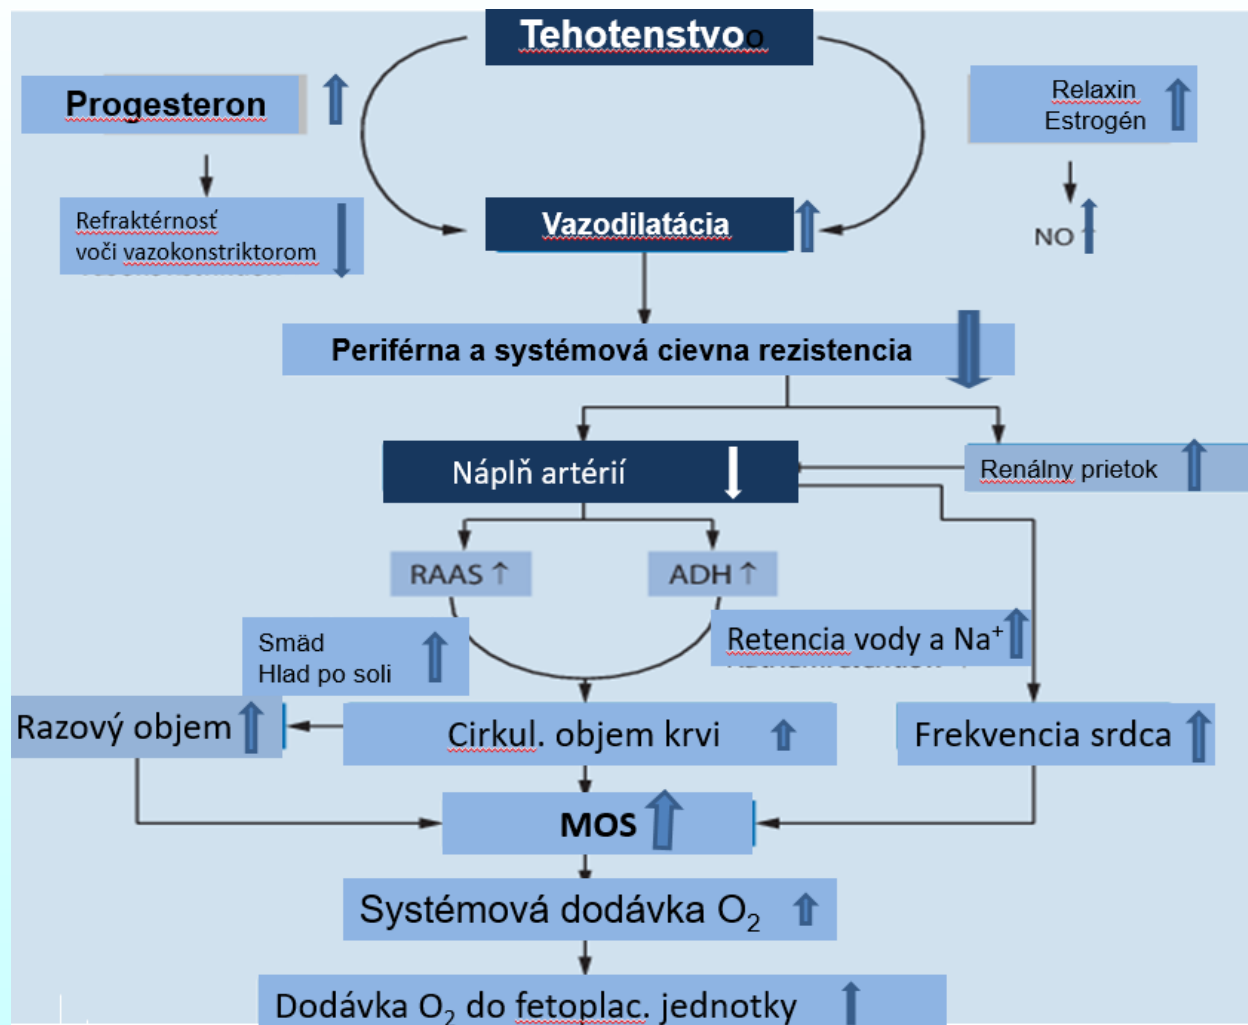 Tehotenstvoo
Progesteron
Relaxin
Estrogén
Refraktérnosť
voči vazokonstriktorom
Vazodilatácia
NO
Periférna a systémová cievna rezistencia
Náplň artérií
Renálny prietok
RAAS ↑
ADH ↑
Smäd
Hlad po soli
Retencia vody a Na⁺
Razový objem
Cirkul. objem krvi
Frekvencia srdca
MOS
Systémová dodávka O₂
Dodávka O₂ do fetoplac. jednotky